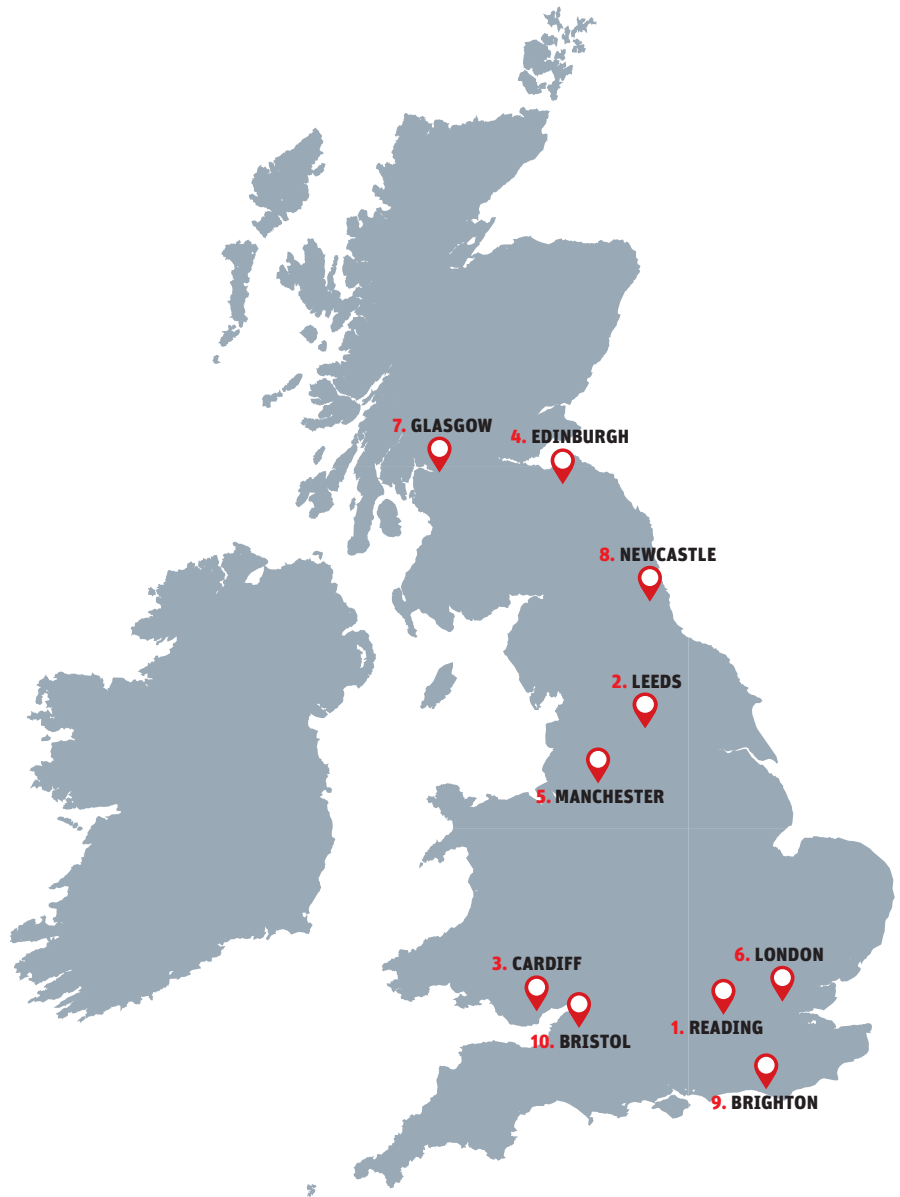 7. GLASGOW
4. EDINBURGH
8. NEWCASTLE
2. LEEDS
5. MANCHESTER
6. LONDON
3. CARDIFF
1. READING
10. BRISTOL
9. BRIGHTON